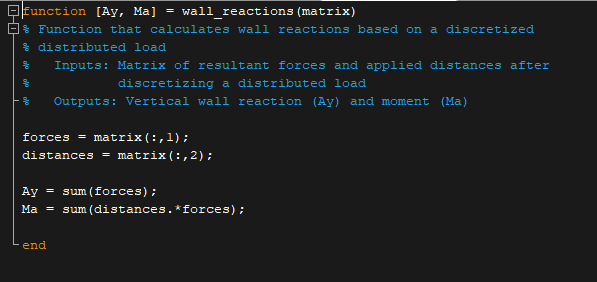 function [Ay, Ma] = wall_reactions(matrix)
% Function that calculates wall reactions based on a discretized
% distributed load
%   Inputs: Matrix of resultant forces and applied distances after
%           discretizing a distributed load
%   Outputs: Vertical wall reaction (Ay) and moment (Ma)
forces = matrix(:,1);
distances = matrix(:,2);
Ay = sum(forces);
Ma = sum(distances.*forces);
end